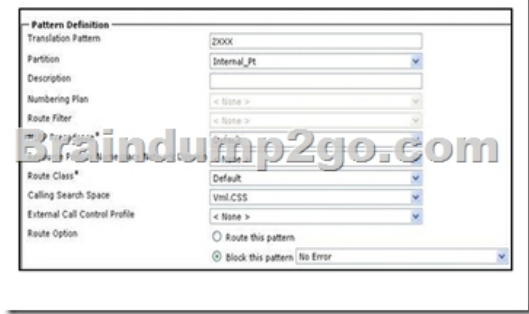 Pattern Definition
Translation Pattern 2XXX
Partition Internal_Pt
Description
Numbering Plan < None >
Route Filter < None >
Braindump2go.com
Route Class* Default
Calling Search Space Vml.CSS
External Call Control Profile < None >
Route Option Route this pattern
Block this pattern No Error